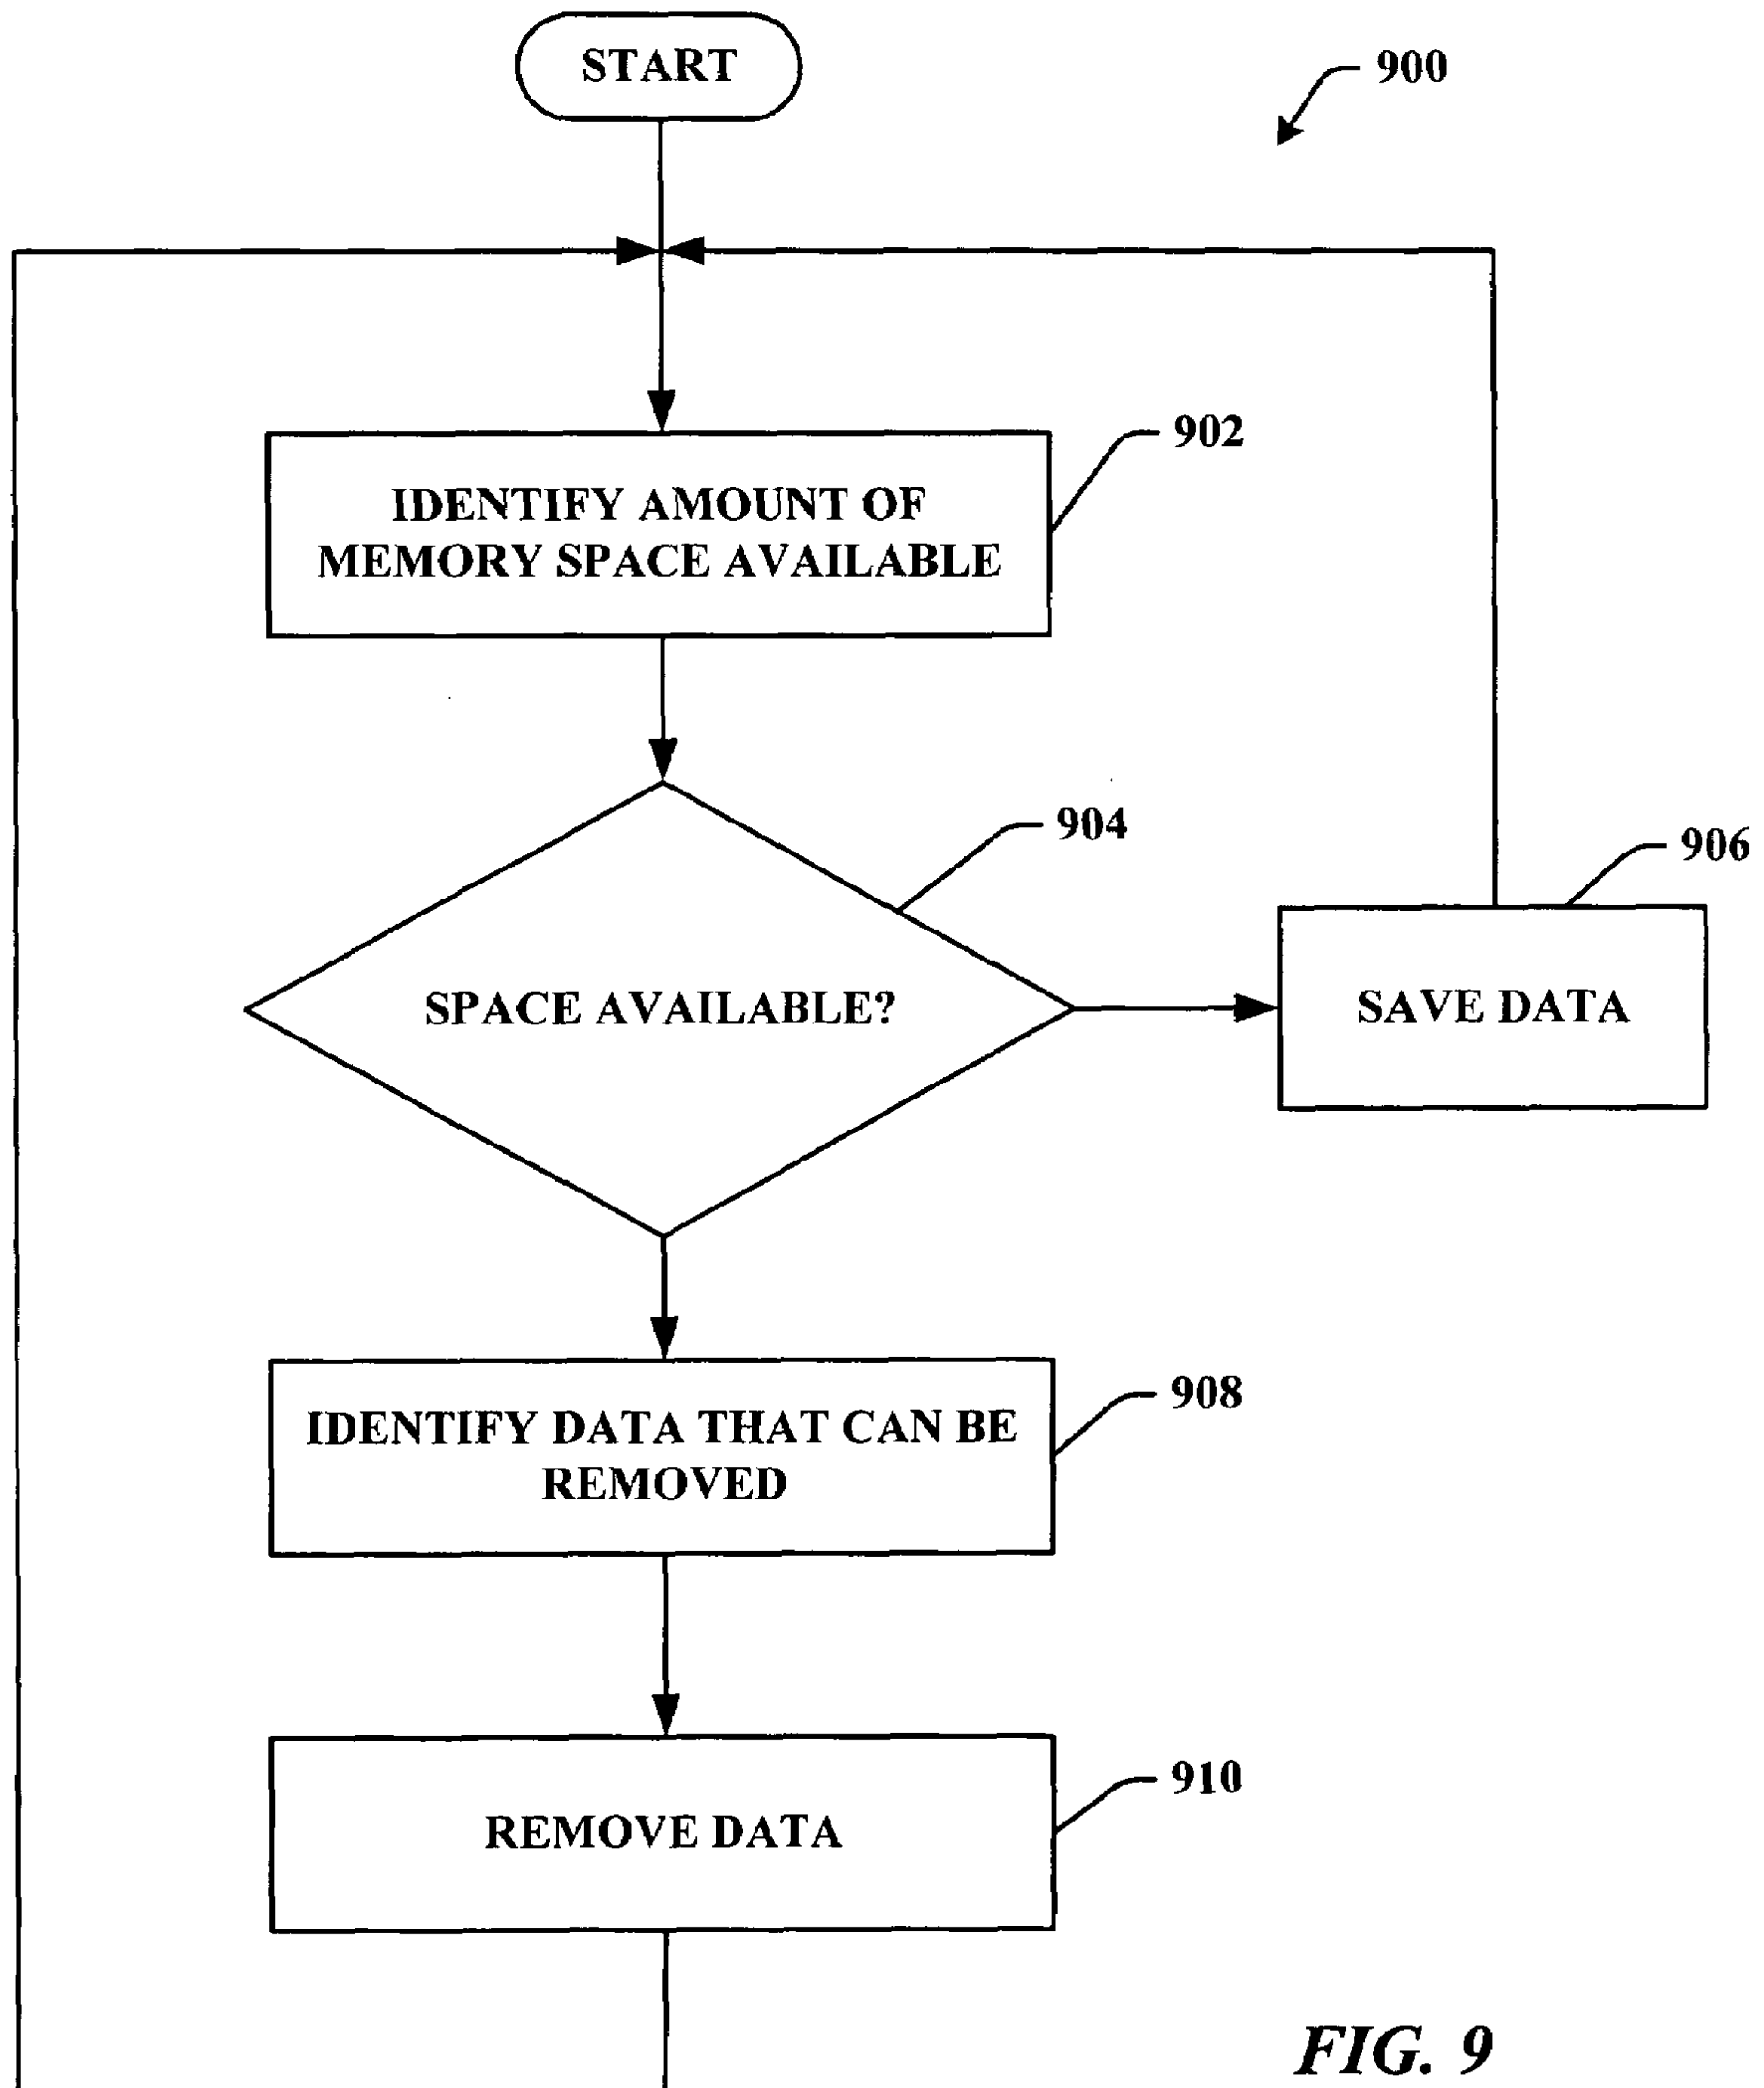 START
900
902
IDENTIFY AMOUNT OF
MEMORY SPACE AVAILABLE
904
906
SPACE AVAILABLE?
SAVE DATA
908
IDENTIFY DATA THAT CAN BE
REMOVED
910
REMOVE DATA
FIG. 9